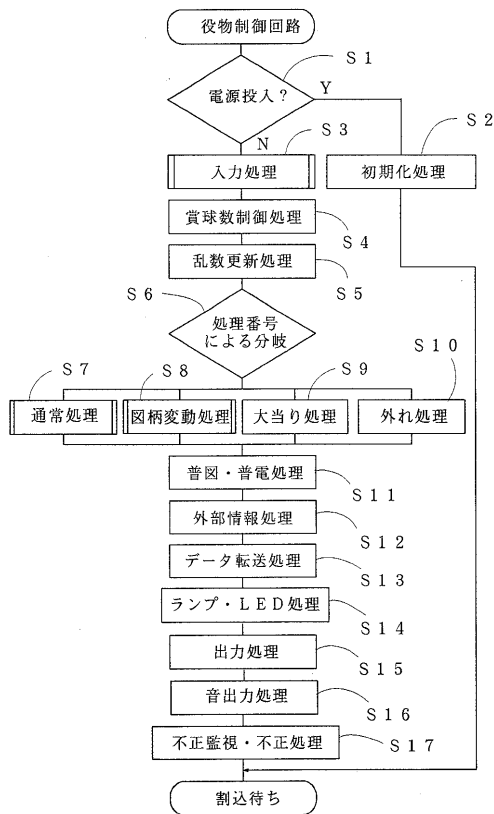 役物制御回路
Ｓ１
電源投入？
Ｙ
Ｎ
Ｓ３
Ｓ２
入力処理
初期化処理
賞球数制御処理
Ｓ４
乱数更新処理
Ｓ５
Ｓ６
処理番号
による分岐
Ｓ７
Ｓ８
Ｓ９
Ｓ１０
通常処理
図柄変動処理
大当り処理
外れ処理
普図・普電処理
Ｓ１１
外部情報処理
Ｓ１２
データ転送処理
Ｓ１３
ランプ・ＬＥＤ処理
Ｓ１４
出力処理
Ｓ１５
音出力処理
Ｓ１６
不正監視・不正処理
Ｓ１７
割込待ち